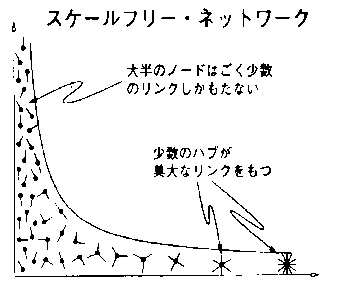 スケールフリー・ネットワーク
大半のノードはごく少数
のリンクしかもたない
少数のハブが
莫大なリンクをもつ